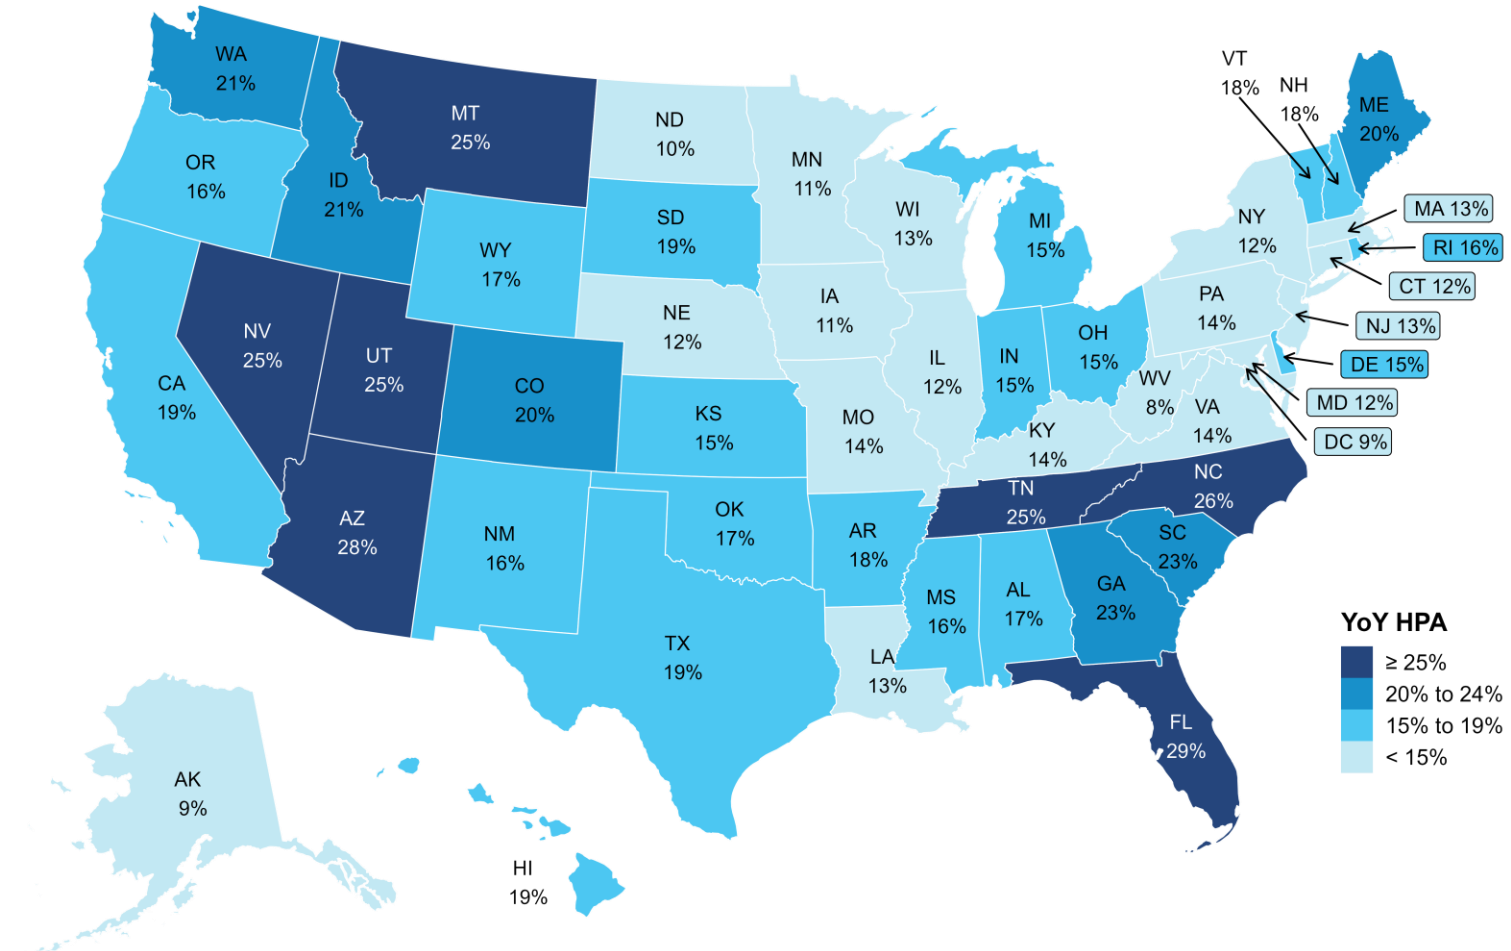 WA
21%
MT
25%
ND
10%
MN
11%
VT
18%
NH
18%
ME
20%
OR
16%
ID
21%
SD
19%
WI
13%
MI
15%
NY
12%
MA 13%
RI 16%
CT 12%
NJ 13%
DE 15%
MD 12%
DC 9%
WY
17%
NE
12%
IA
11%
PA
14%
NV
25%
UT
25%
CO
20%
IL
12%
IN
15%
OH
15%
WV
8%
VA
14%
CA
19%
KS
15%
MO
14%
KY
14%
NC
26%
TN
25%
AZ
28%
NM
16%
OK
17%
AR
18%
SC
23%
MS
16%
AL
17%
GA
23%
TX
19%
LA
13%
FL
29%
AK
9%
HI
19%
YoY HPA
≥ 25%
20% to 24%
15% to 19%
< 15%